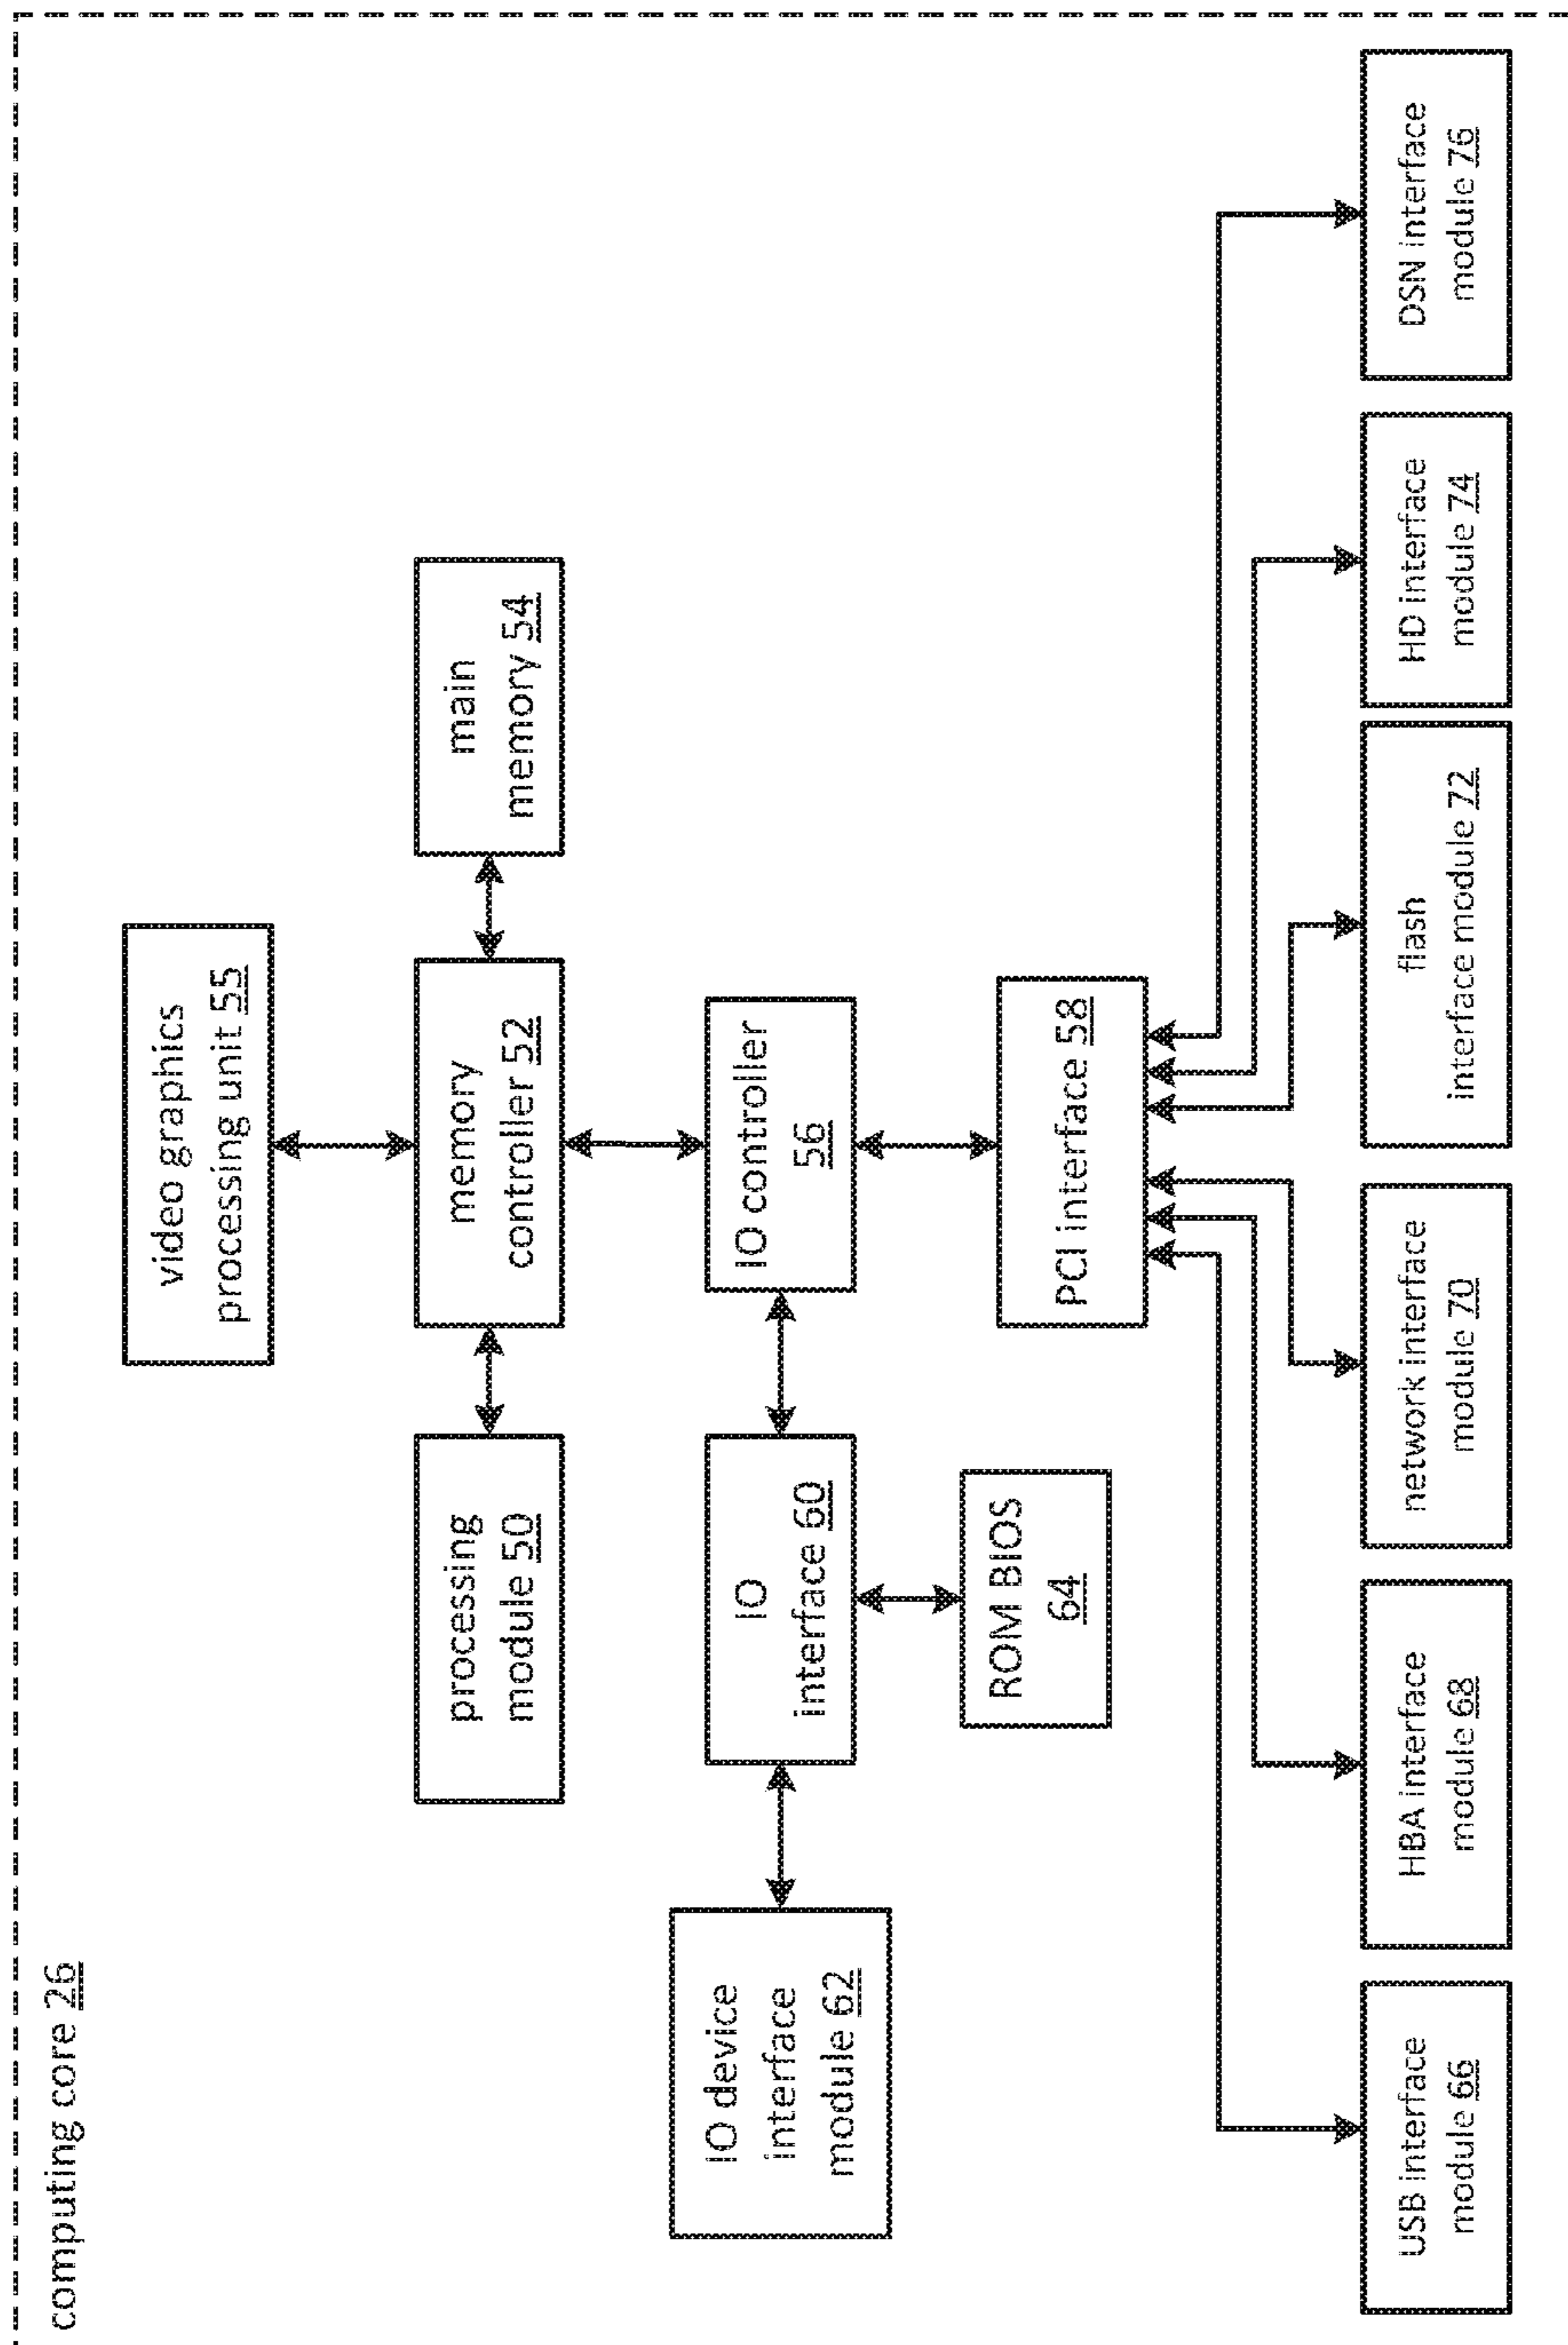 computing core 26
video graphics
processing unit 55
processing
module 50
memory
controller 52
main
memory 54
IO device
interface
module 62
IO
interface 60
IO controller
56
ROM BIOS
64
PCI interface 58
USB interface
module 66
HBA interface
module 68
network interface
module 70
flash
interface module 72
HD interface
module 74
DSN interface
module 76